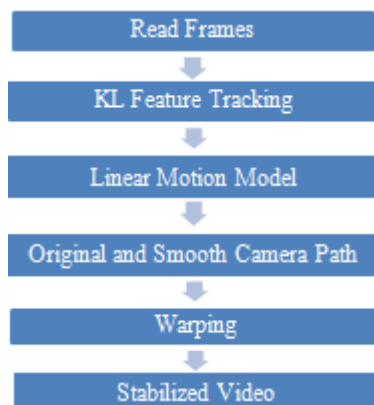 Read Frames
KL Feature Tracking
Linear Motion Model
Original and Smooth Camera Path
Warping
Stabilized Video